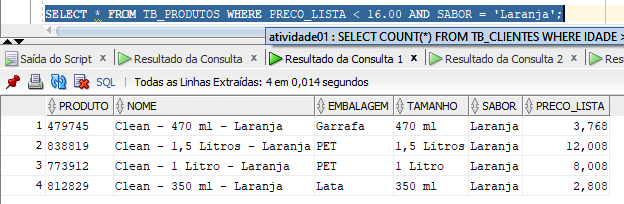 SELECT * FROM TB_PRODUTOS WHERE PRECO_LISTA < 16.00 AND SABOR = 'Laranja';
atividade01 : SELECT COUNT(*) FROM TB_CLIENTES WHERE IDADE >
Saída do Script × Resultado da Consulta × Resultado da Consulta 1 × Resultado da Consulta 2 × Resu
SQL | Todas as Linhas Extraídas: 4 em 0,014 segundos
PRODUTO NOME EMBALAGEM TAMANHO SABOR PRECO_LISTA
1 479745 Clean - 470 ml - Laranja Garrafa 470 ml Laranja 3,768
2 838819 Clean - 1,5 Litros - Laranja PET 1,5 Litros Laranja 12,008
3 773912 Clean - 1 Litro - Laranja PET 1 Litro Laranja 8,008
4 812829 Clean - 350 ml - Laranja Lata 350 ml Laranja 2,808